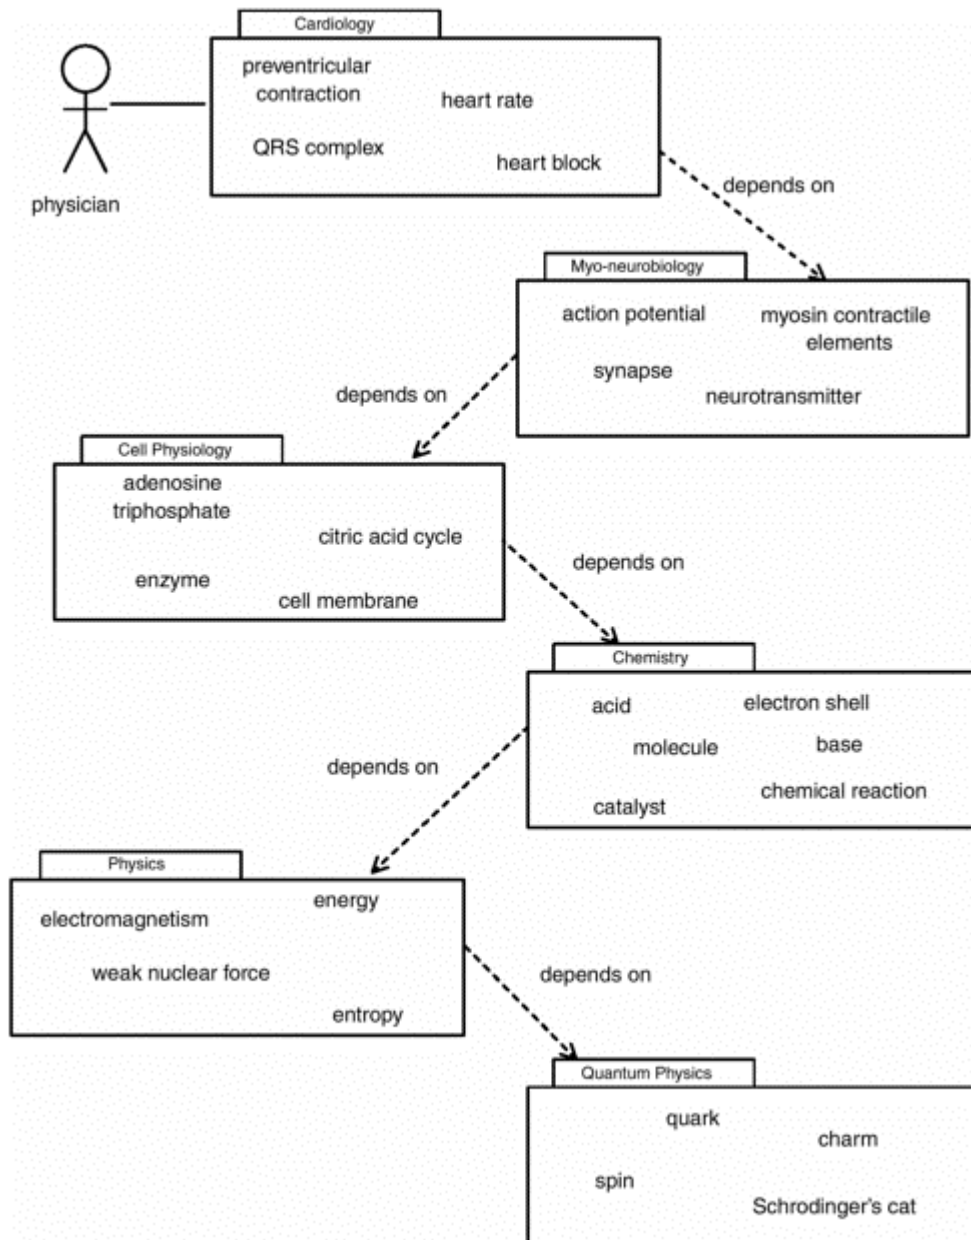 Cardiology
preventricular
contraction
heart rate
QRS complex
heart block
physician
depends on
Myo-neurobiology
action potential
myosin contractile
elements
synapse
neurotransmitter
depends on
Cell Physiology
adenosine
triphosphate
citric acid cycle
enzyme
cell membrane
depends on
Chemistry
acid
electron shell
molecule
base
catalyst
chemical reaction
depends on
Physics
energy
electromagnetism
weak nuclear force
entropy
depends on
Quantum Physics
quark
charm
spin
Schrodinger's cat